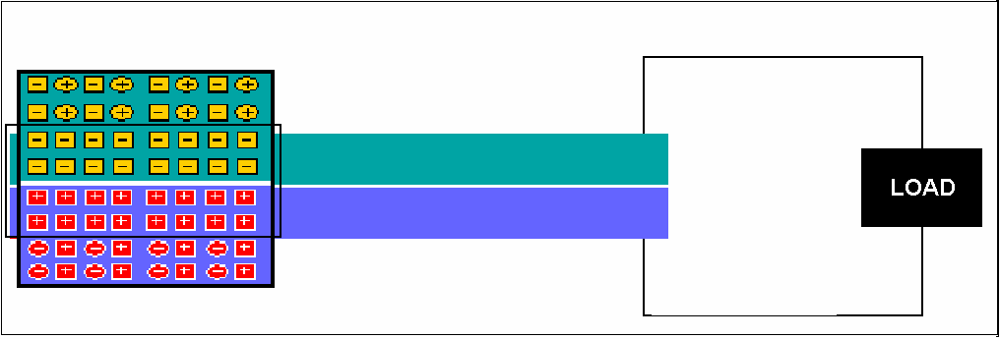 − + − + − + − +
− + − + − + − +
− − − − − − − −
− − − − − − − −
+ + + + + + + +
+ + + + + + + +
− + − + − + − +
− + − + − + − +
LOAD